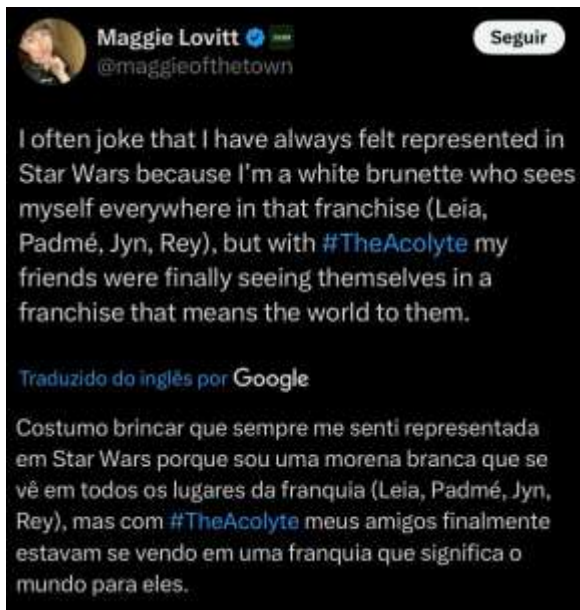 Maggie Lovitt
Seguir
@maggieofthetown
I often joke that I have always felt represented in
Star Wars because I'm a white brunette who sees
myself everywhere in that franchise (Leia,
Padmé, Jyn, Rey), but with #TheAcolyte my
friends were finally seeing themselves in a
franchise that means the world to them.
Traduzido do inglês por Google
Costumo brincar que sempre me senti representada
em Star Wars porque sou uma morena branca que se
vê em todos os lugares da franquia (Leia, Padmé, Jyn,
Rey), mas com #TheAcolyte meus amigos finalmente
estavam se vendo em uma franquia que significa o
mundo para eles.